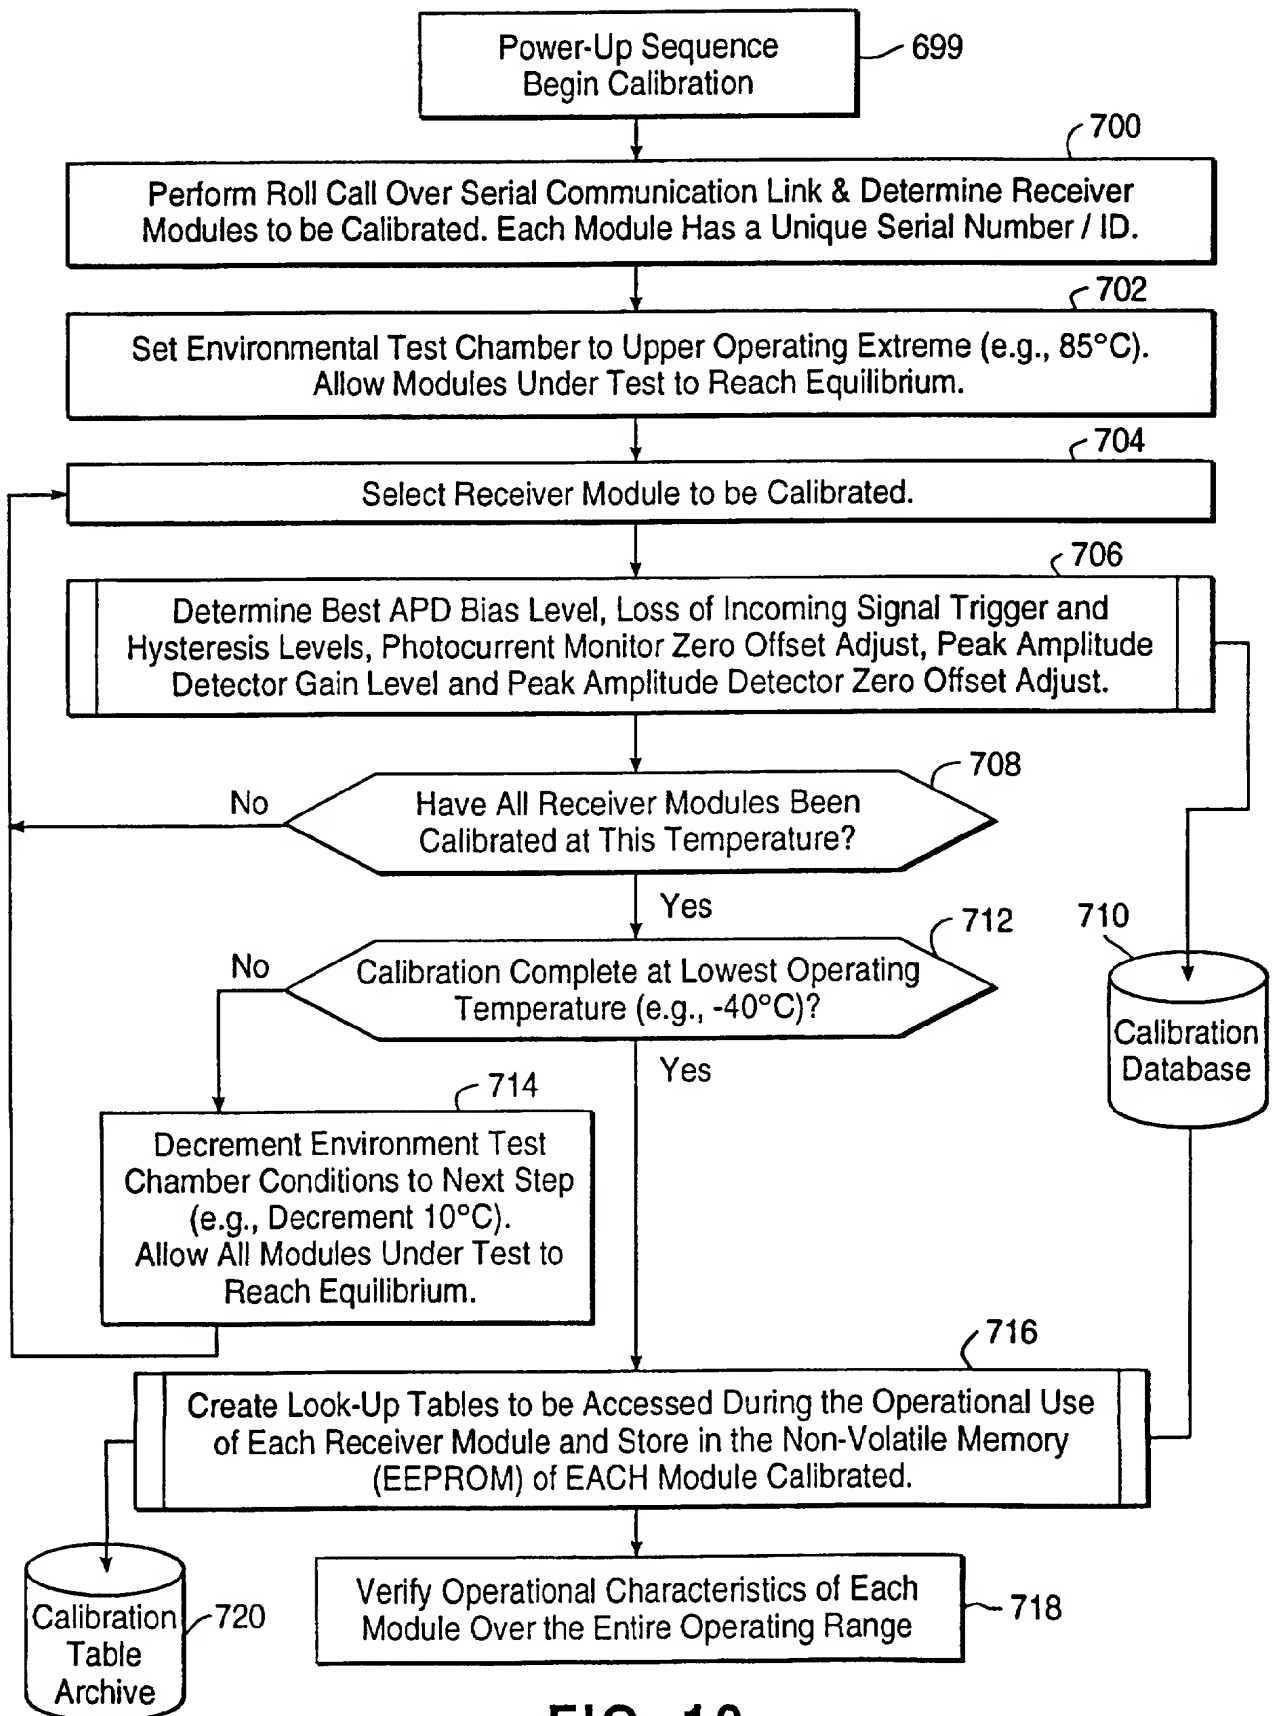 Power-Up Sequence
Begin Calibration
699
700
Perform Roll Call Over Serial Communication Link & Determine Receiver
Modules to be Calibrated. Each Module Has a Unique Serial Number / ID.
702
Set Environmental Test Chamber to Upper Operating Extreme (e.g., 85°C).
Allow Modules Under Test to Reach Equilibrium.
704
Select Receiver Module to be Calibrated.
706
Determine Best APD Bias Level, Loss of Incoming Signal Trigger and
Hysteresis Levels, Photocurrent Monitor Zero Offset Adjust, Peak Amplitude
Detector Gain Level and Peak Amplitude Detector Zero Offset Adjust.
708
No
Have All Receiver Modules Been
Calibrated at This Temperature?
Yes
712
710
No
Calibration Complete at Lowest Operating
Temperature (e.g., -40°C)?
Yes
Calibration
Database
714
Decrement Environment Test
Chamber Conditions to Next Step
(e.g., Decrement 10°C).
Allow All Modules Under Test to
Reach Equilibrium.
716
Create Look-Up Tables to be Accessed During the Operational Use
of Each Receiver Module and Store in the Non-Volatile Memory
(EEPROM) of EACH Module Calibrated.
Calibration
Table
Archive
720
Verify Operational Characteristics of Each
Module Over the Entire Operating Range
718